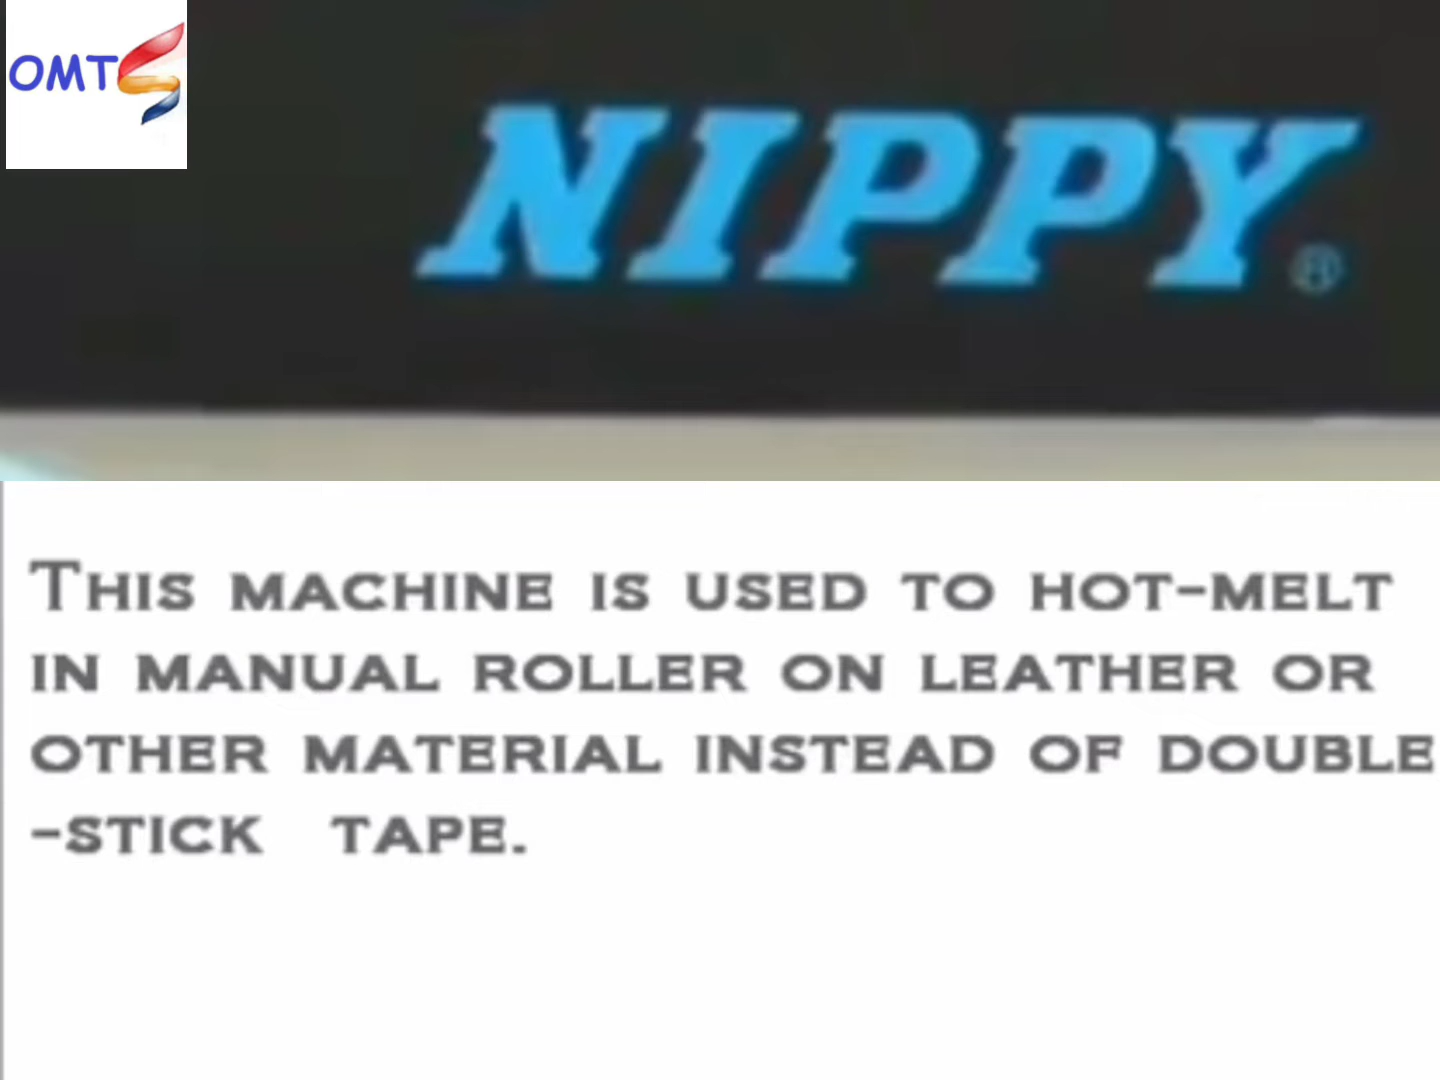 OMT
NIPPY®
THIS MACHINE IS USED TO HOT-MELT
IN MANUAL ROLLER ON LEATHER OR
OTHER MATERIAL INSTEAD OF DOUBLE
-STICK TAPE.